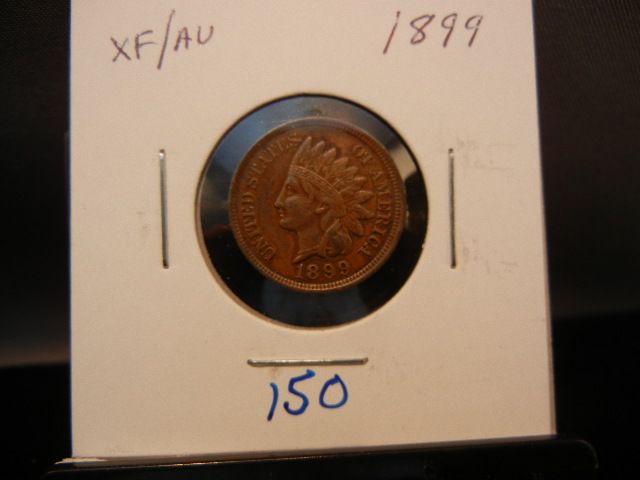 XF/AU 1899
UNITED STATES OF AMERICA
1899
150